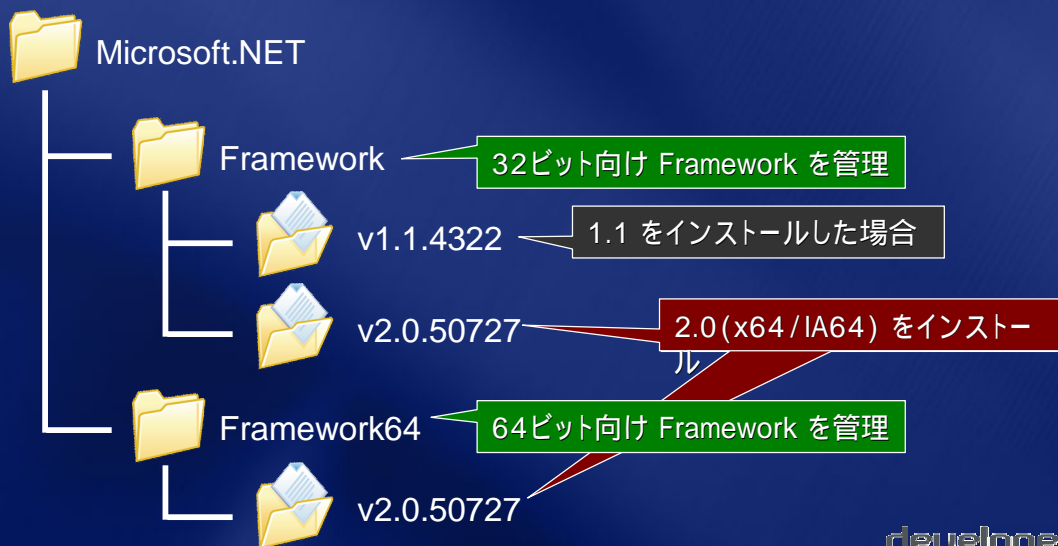 Microsoft.NET
Framework
32ビット向け Framework を管理
v1.1.4322
1.1 をインストールした場合
v2.0.50727
2.0(x64/IA64) をインストー
ル
Framework64
64ビット向け Framework を管理
v2.0.50727